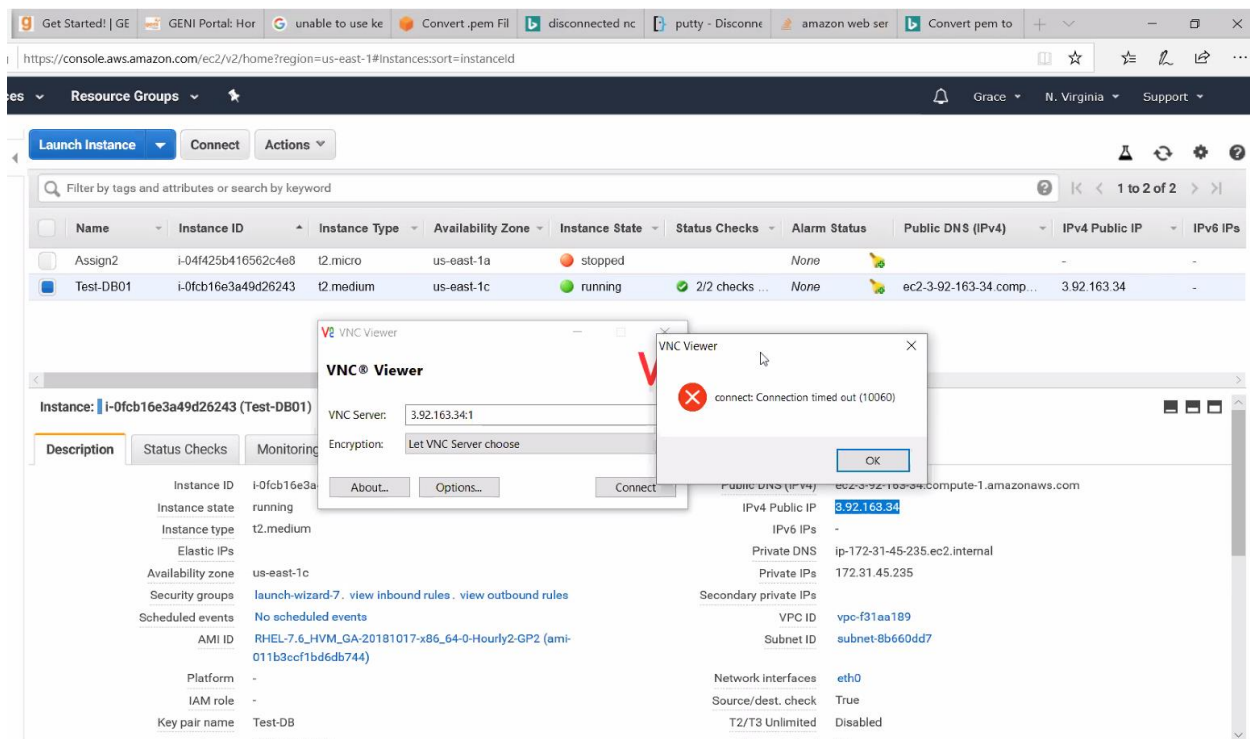 Get Started! | GE GENI Portal: Hor unable to use ke Convert .pem Fil disconnected nc putty - Disconne amazon web ser Convert pem to
https://console.aws.amazon.com/ec2/v2/home?region=us-east-1#Instances:sort=instanceId
ces Resource Groups Grace N. Virginia Support
Launch Instance Connect Actions
Filter by tags and attributes or search by keyword 1 to 2 of 2
Name Instance ID Instance Type Availability Zone Instance State Status Checks Alarm Status Public DNS (IPv4) IPv4 Public IP IPv6 IPs
Assign2 i-04f425b416562c4e8 t2.micro us-east-1a stopped None - -
Test-DB01 i-0fcb16e3a49d26243 t2.medium us-east-1c running 2/2 checks ... None ec2-3-92-163-34.comp... 3.92.163.34 -
VNC Viewer
VNC® Viewer
VNC Server: 3.92.163.34:1
Encryption: Let VNC Server choose
About... Options... Connect
VNC Viewer
connect: Connection timed out (10060)
OK
Instance: i-0fcb16e3a49d26243 (Test-DB01)
Description Status Checks Monitoring
Instance ID i-0fcb16e3a Public DNS (IPv4) ec2-3-92-163-34.compute-1.amazonaws.com
Instance state running IPv4 Public IP 3.92.163.34
Instance type t2.medium IPv6 IPs -
Elastic IPs Private DNS ip-172-31-45-235.ec2.internal
Availability zone us-east-1c Private IPs 172.31.45.235
Security groups launch-wizard-7. view inbound rules. view outbound rules Secondary private IPs
Scheduled events No scheduled events VPC ID vpc-f31aa189
AMI ID RHEL-7.6_HVM_GA-20181017-x86_64-0-Hourly2-GP2 (ami- Subnet ID subnet-8b660dd7
011b3ccf1bd6db744)
Platform - Network interfaces eth0
IAM role - Source/dest. check True
Key pair name Test-DB T2/T3 Unlimited Disabled